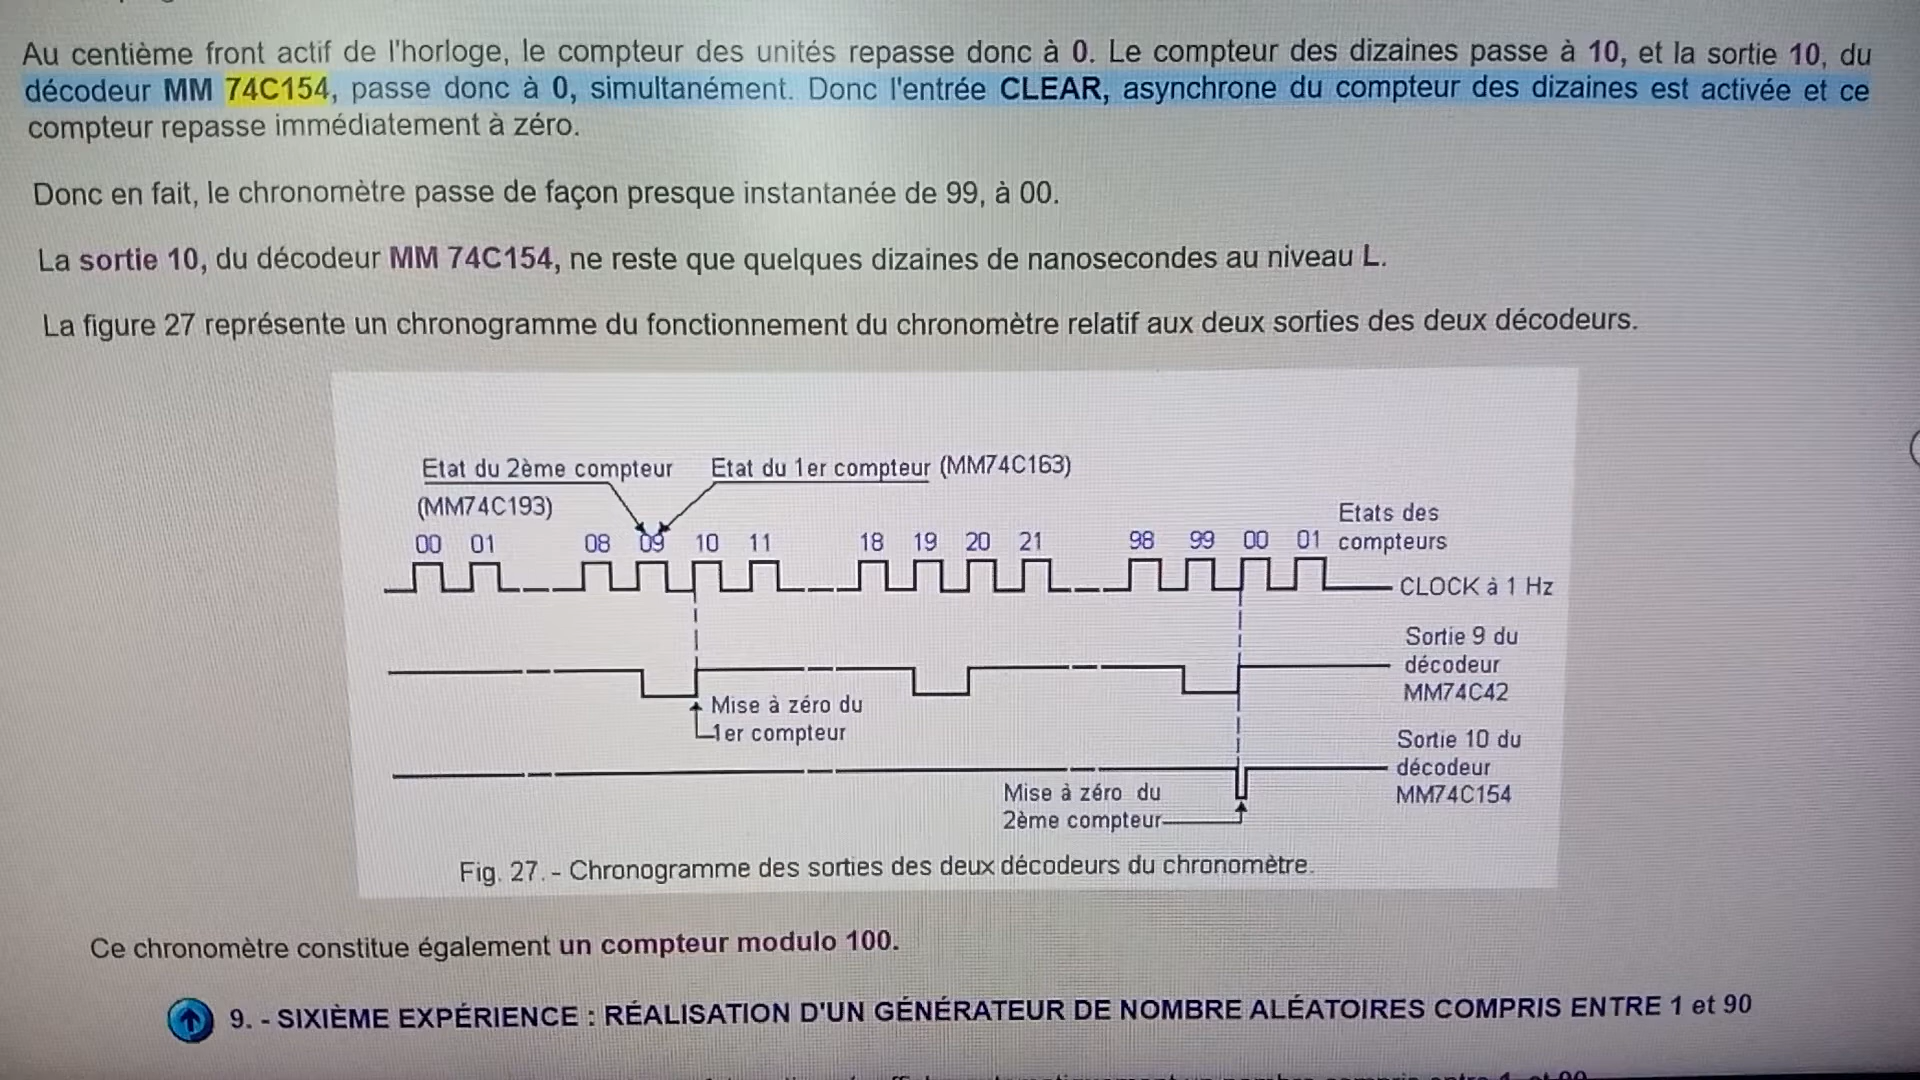 Au centième front actif de l'horloge, le compteur des unités repasse donc à 0. Le compteur des dizaines passe à 10, et la sortie 10, du
décodeur MM 74C154, passe donc à 0, simultanément. Donc l'entrée CLEAR, asynchrone du compteur des dizaines est activée et ce
compteur repasse immédiatement à zéro.
Donc en fait, le chronomètre passe de façon presque instantanée de 99, à 00.
La sortie 10, du décodeur MM 74C154, ne reste que quelques dizaines de nanosecondes au niveau L.
La figure 27 représente un chronogramme du fonctionnement du chronomètre relatif aux deux sorties des deux décodeurs.
Etat du 2ème compteur
(MM74C193)
Etat du 1er compteur (MM74C163)
00 01 08 09 10 11 18 19 20 21 98 99 00 01
Etats des
compteurs
CLOCK à 1 Hz
Sortie 9 du
décodeur
MM74C42
Mise à zéro du
1er compteur
Sortie 10 du
décodeur
MM74C154
Mise à zéro du
2ème compteur
Fig. 27. - Chronogramme des sorties des deux décodeurs du chronomètre.
Ce chronomètre constitue également un compteur modulo 100.
9. - SIXIÈME EXPÉRIENCE : RÉALISATION D'UN GÉNÉRATEUR DE NOMBRE ALÉATOIRES COMPRIS ENTRE 1 et 90